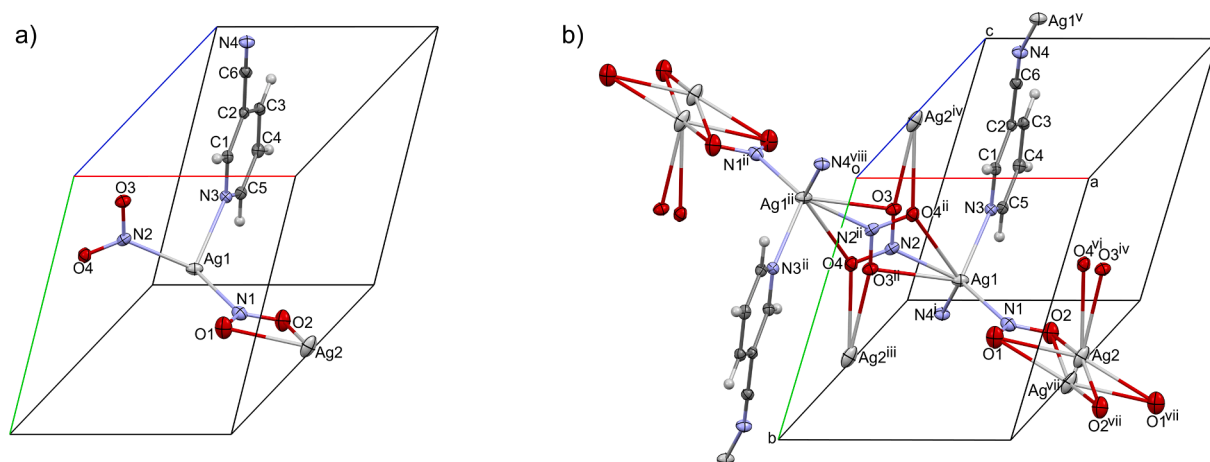 a)
N4
C6
C2
C3
C1
C4
N3
C5
O3
N2
O4
Ag1
N1
O1
O2
Ag2
b)
Ag1ᵛ
c
N4
C6
Ag2ⁱᵛ
C2
C3
N1ⁱⁱ
N4ᵛⁱⁱⁱ
o
C1
C4
a
Ag1ⁱⁱ
O3
O4ⁱⁱ
N3
C5
N2ⁱⁱ
N2
O4
O3ⁱⁱ
N3ⁱⁱ
Ag1
O4ᵛⁱ
O3ⁱᵛ
N4ⁱ
N1
O2
O1
Ag2ⁱⁱⁱ
Ag2
Agᵛⁱⁱ
O2ᵛⁱⁱ
O1ᵛⁱⁱ
b